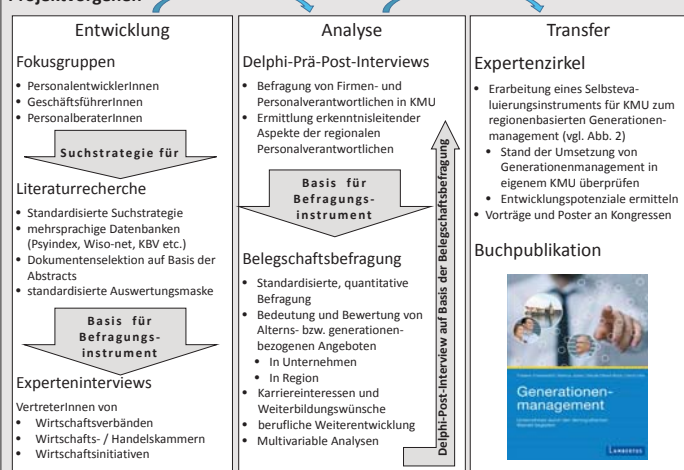 Projektvorgehen
Entwicklung
Fokusgruppen
• PersonalentwicklerInnen
• GeschäftsführerInnen
• PersonalberaterInnen
Suchstrategie für
Literaturrecherche
• Standardisierte Suchstrategie
• mehrsprachige Datenbanken
(Psyindex, Wiso-net, KBV etc.)
• Dokumentenselektion auf Basis der
Abstracts
• standardisierte Auswertungsmaske
Basis für
Befragungs-
instrument
Experteninterviews
VertreterInnen von
• Wirtschaftsverbänden
• Wirtschafts- / Handelskammern
• Wirtschaftsinitiativen
Analyse
Delphi-Prä-Post-Interviews
• Befragung von Firmen- und
Personalverantwortlichen in KMU
• Ermittlung erkenntnisleitender
Aspekte der regionalen
Personalverantwortlichen
Basis für
Befragungs-
instrument
Belegschaftsbefragung
• Standardisierte, quantitative
Befragung
• Bedeutung und Bewertung von
Alterns- bzw. generationen-
bezogenen Angeboten
• In Unternehmen
• In Region
• Karriereinteressen und
Weiterbildungswünsche
• berufliche Weiterentwicklung
• Multivariable Analysen
Delphi-Post-Interview auf Basis der Belegschaftsbefragung
Transfer
Expertenzirkel
• Erarbeitung eines Selbsteva-
luierungsinstruments für KMU zum
regionenbasierten Generationen-
management (vgl. Abb. 2)
• Stand der Umsetzung von
Generationenmanagement in
eigenem KMU überprüfen
• Entwicklungspotenziale ermitteln
• Vorträge und Poster an Kongressen
Buchpublikation
Generationen-
management
LAMBERTUS